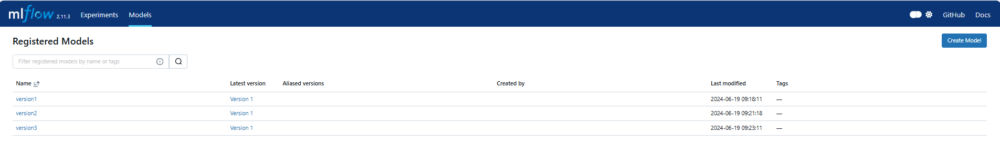 mlflow 2.11.3 Experiments Models GitHub Docs
Registered Models Create Model
Filter registered models by name or tags
Name Latest version Aliased versions Created by Last modified Tags
version1 Version 1 2024-06-19 09:18:11 —
version2 Version 1 2024-06-19 09:21:18 —
version3 Version 1 2024-06-19 09:23:11 —